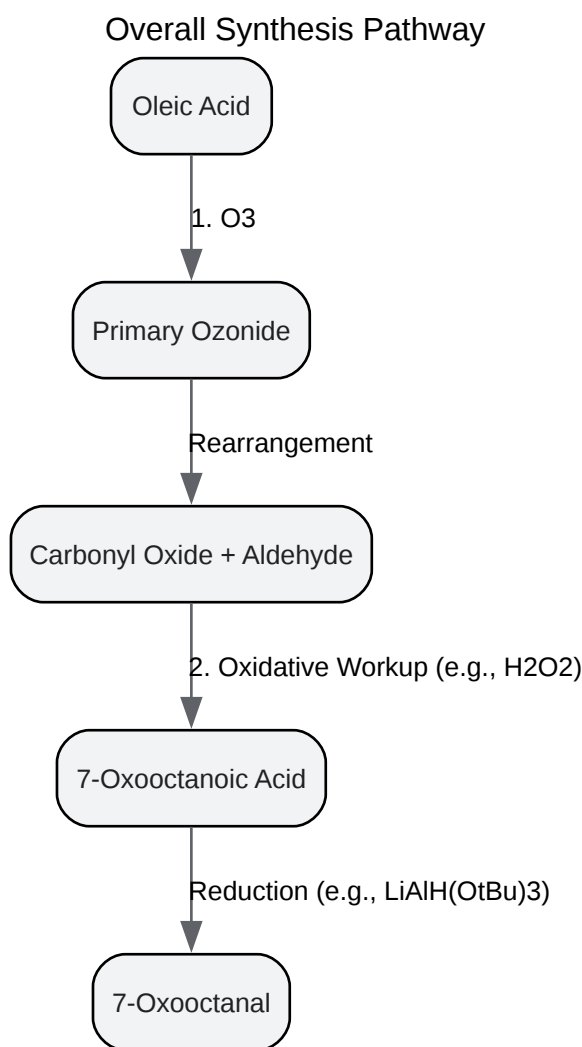 Overall Synthesis Pathway
Oleic Acid
1. O3
Primary Ozonide
Rearrangement
Carbonyl Oxide + Aldehyde
2. Oxidative Workup (e.g., H2O2)
7-Oxooctanoic Acid
Reduction (e.g., LiAlH(OtBu)3)
7-Oxooctanal